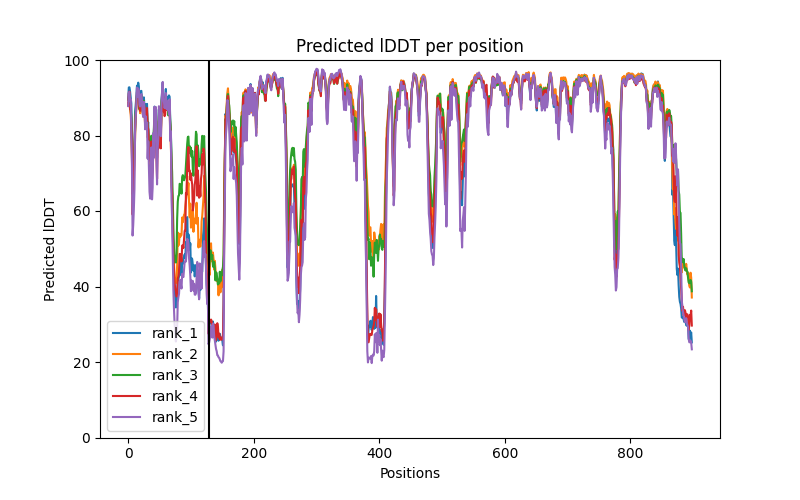 Predicted lDDT per position
Predicted lDDT
100
80
60
40
20
0
rank_1
rank_2
rank_3
rank_4
rank_5
0
200
400
600
800
Positions